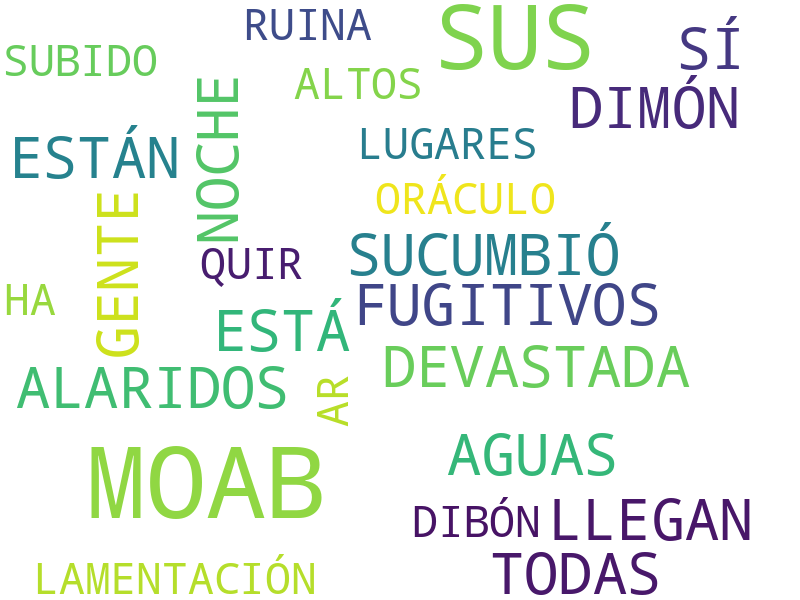 RUINA
SUS
SÍ
SUBIDO
ALTOS
DIMÓN
NOCHE
ESTÁN
LUGARES
ORÁCULO
GENTE
SUCUMBIÓ
QUIR
HA
FUGITIVOS
ESTÁ
DEVASTADA
ALARIDOS
AR
MOAB
AGUAS
DIBÓN
LLEGAN
LAMENTACIÓN
TODAS